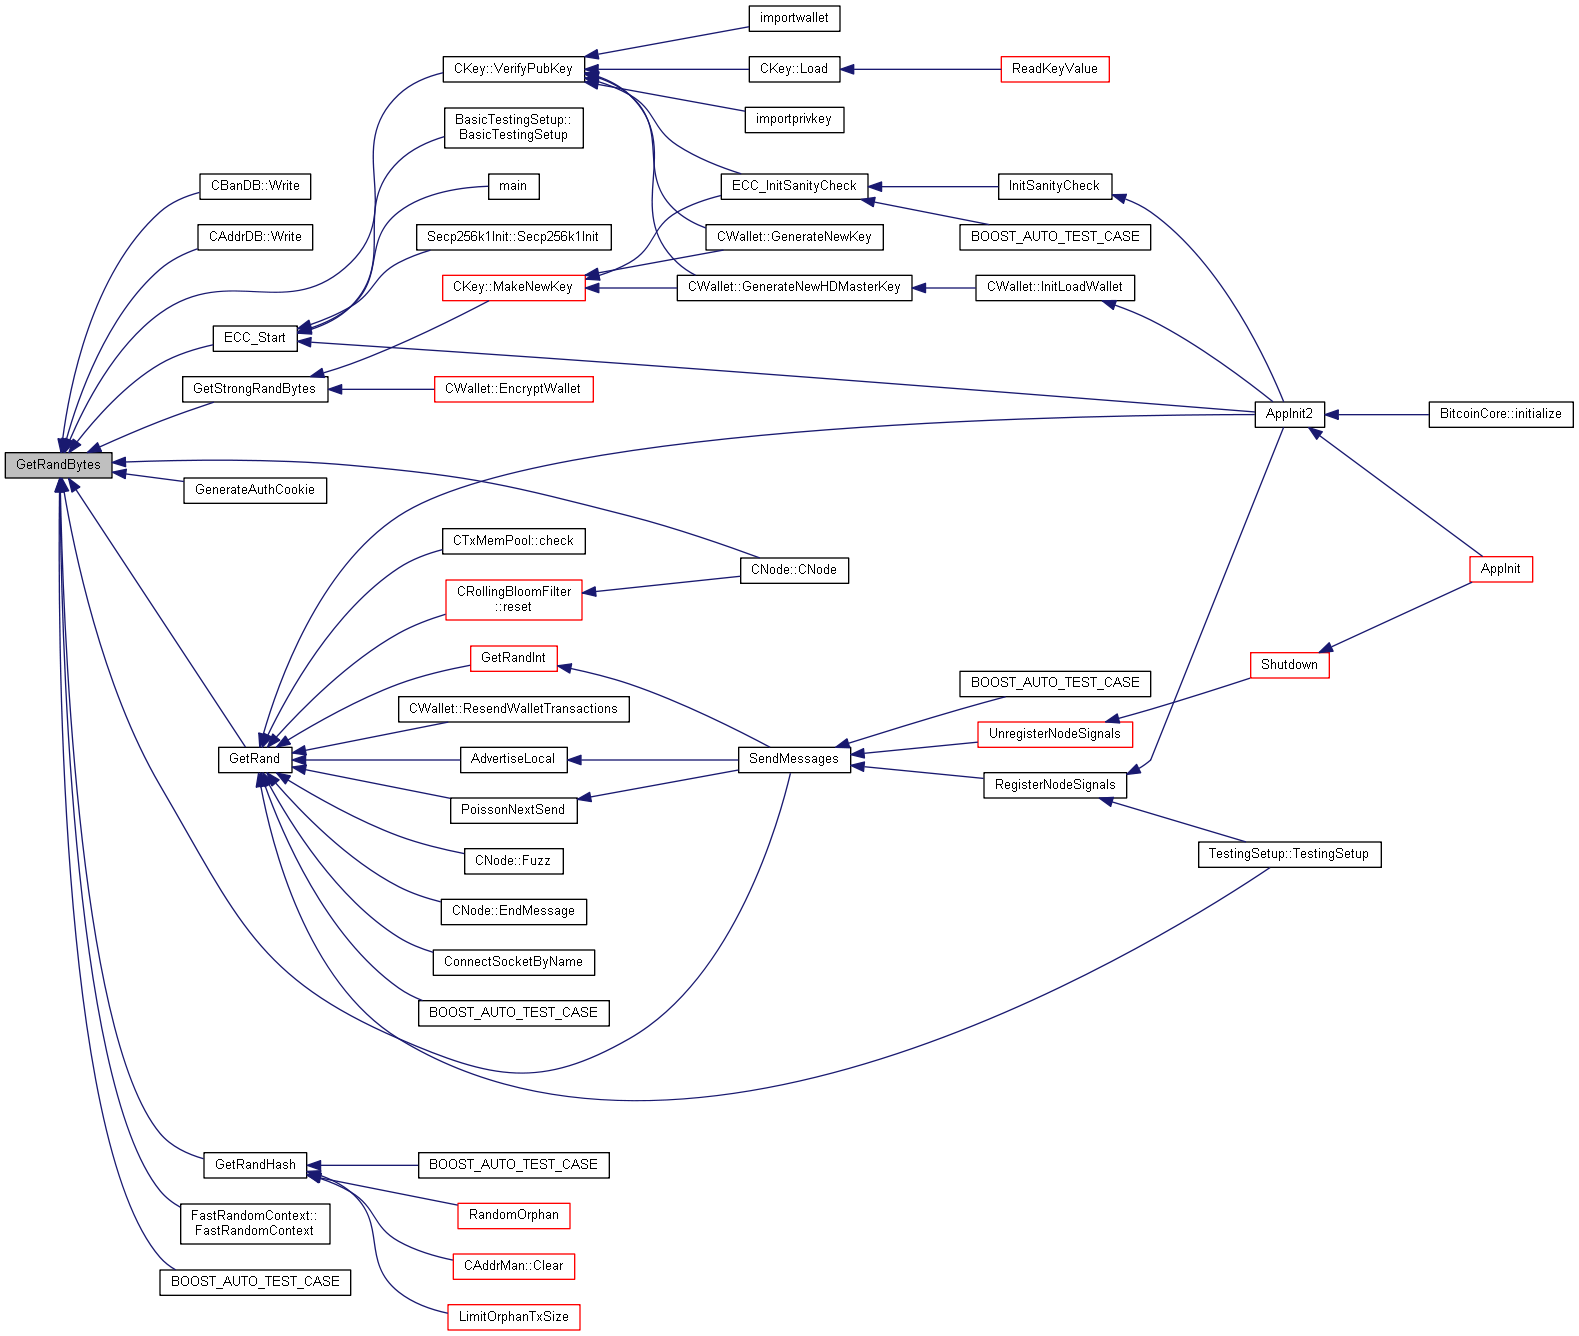 importwallet
CKey::VerifyPubKey
CKey::Load
ReadKeyValue
BasicTestingSetup::
BasicTestingSetup
importprivkey
CBanDB::Write
main
ECC_InitSanityCheck
InitSanityCheck
CAddrDB::Write
Secp256k1Init::Secp256k1Init
CWallet::GenerateNewKey
BOOST_AUTO_TEST_CASE
CKey::MakeNewKey
CWallet::GenerateNewHDMasterKey
CWallet::InitLoadWallet
ECC_Start
GetStrongRandBytes
CWallet::EncryptWallet
AppInit2
BitcoinCore::initialize
GetRandBytes
GenerateAuthCookie
CTxMemPool::check
CNode::CNode
AppInit
CRollingBloomFilter
::reset
GetRandInt
Shutdown
BOOST_AUTO_TEST_CASE
CWallet::ResendWalletTransactions
UnregisterNodeSignals
GetRand
AdvertiseLocal
SendMessages
RegisterNodeSignals
PoissonNextSend
CNode::Fuzz
TestingSetup::TestingSetup
CNode::EndMessage
ConnectSocketByName
BOOST_AUTO_TEST_CASE
GetRandHash
BOOST_AUTO_TEST_CASE
RandomOrphan
FastRandomContext::
FastRandomContext
CAddrMan::Clear
BOOST_AUTO_TEST_CASE
LimitOrphanTxSize